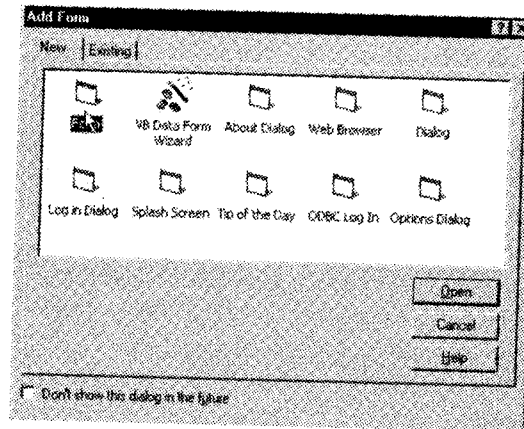 Add Form
New Existing
VB Data Form Wizard
About Dialog
Web Browser
Dialog
Log in Dialog
Splash Screen
Tip of the Day
ODBC Log In
Options Dialog
Open
Cancel
Help
Don't show this dialog in the future